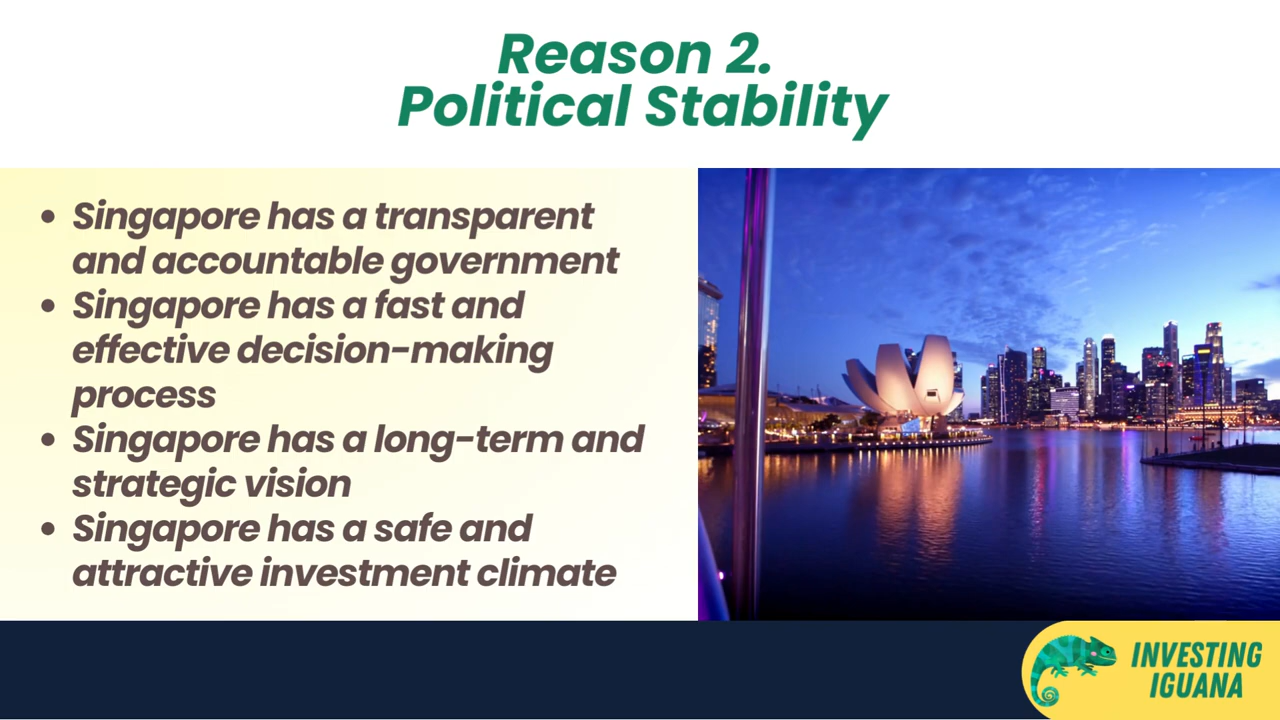 Reason 2.
Political Stability
• Singapore has a transparent
and accountable government
• Singapore has a fast and
effective decision-making
process
• Singapore has a long-term and
strategic vision
• Singapore has a safe and
attractive investment climate
INVESTING
IGUANA